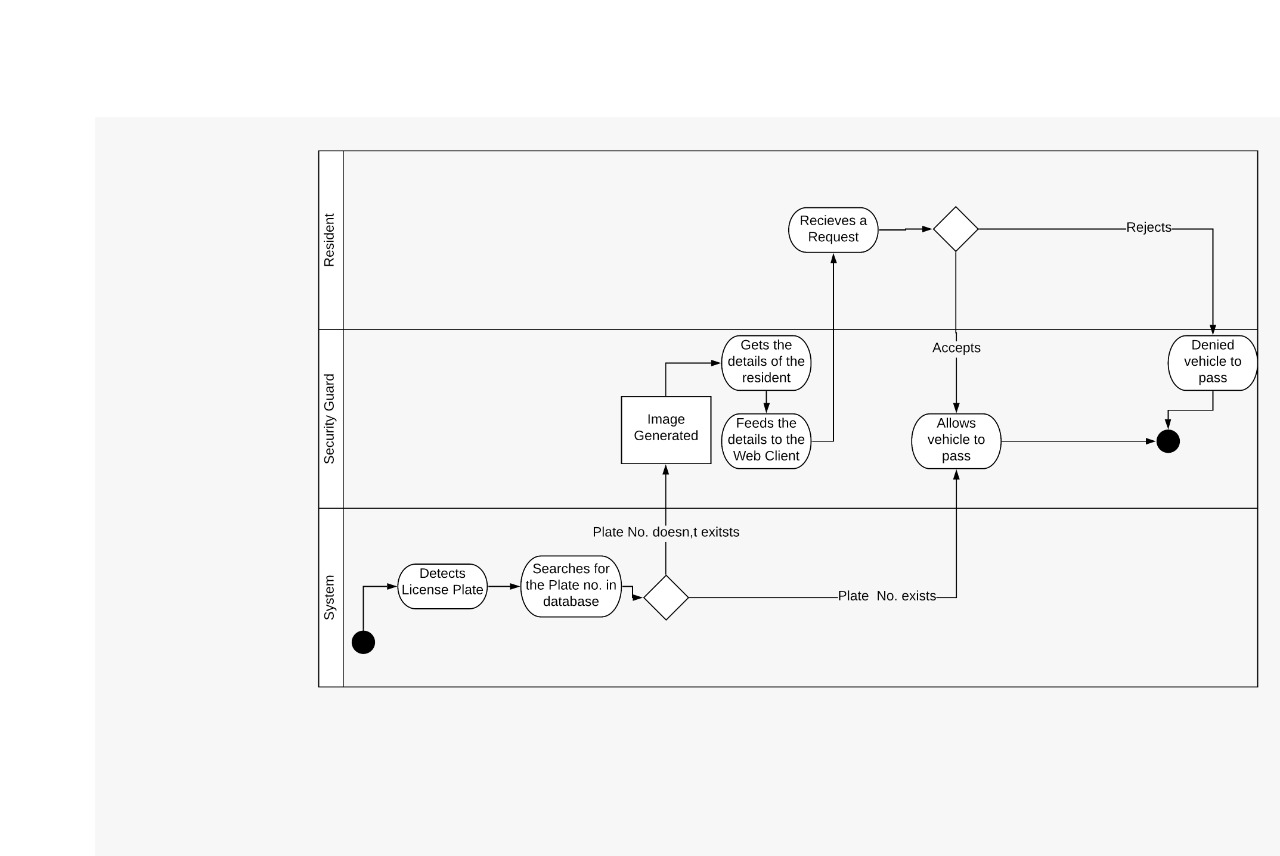 Resident
Recieves a
Request
Rejects
Security Guard
Gets the
details of the
resident
Accepts
Denied
vehicle to
pass
Image
Generated
Feeds the
details to the
Web Client
Allows
vehicle to
pass
System
Plate No. doesn,t exitsts
Detects
License Plate
Searches for
the Plate no. in
database
Plate  No. exists